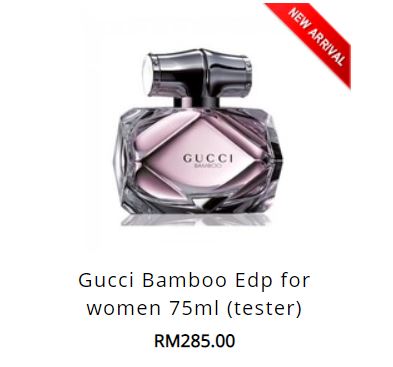 NEW ARRIVAL
GUCCI
BAMBOO
Gucci Bamboo Edp for
women 75ml (tester)
RM285.00